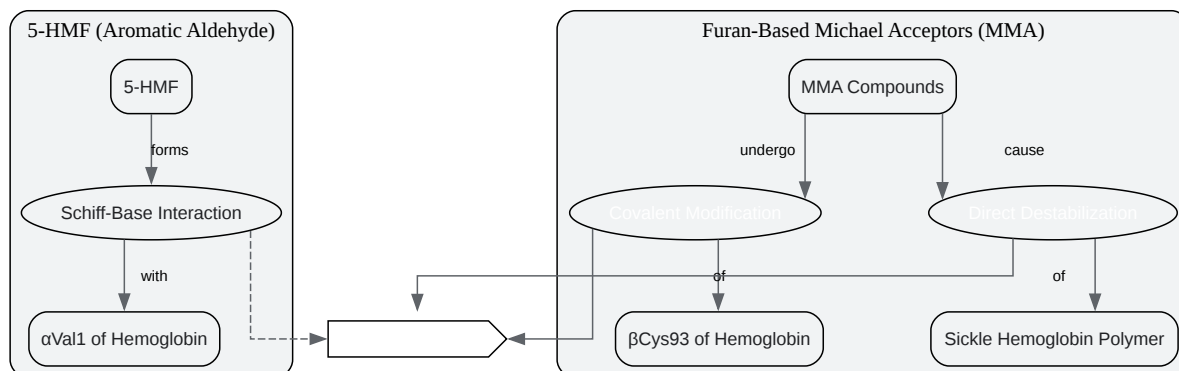 5-HMF (Aromatic Aldehyde)
Furan-Based Michael Acceptors (MMA)
5-HMF
MMA Compounds
forms
undergo
cause
Schiff-Base Interaction
Covalent Modification
Direct Destabilization
with
of
of
αVal1 of Hemoglobin
βCys93 of Hemoglobin
Sickle Hemoglobin Polymer